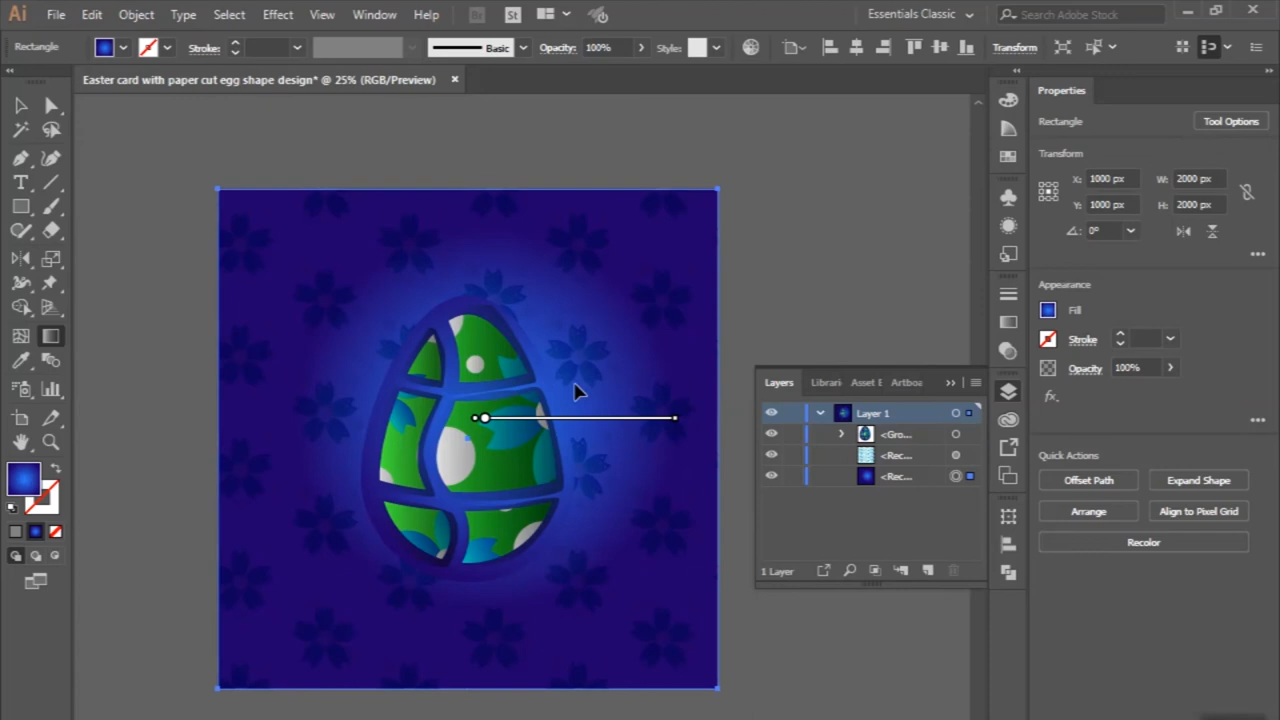 Ai File Edit Object Type Select Effect View Window Help Br St Essentials Classic Search Adobe Stock
Rectangle Stroke: Basic Opacity: 100% Style: Transform
Easter card with paper cut egg shape design* @ 25% (RGB/Preview)
Properties
Rectangle Tool Options
Transform
X: 1000 px W: 2000 px
Y: 1000 px H: 2000 px
0°
Appearance
Fill
Stroke
Opacity 100%
fx.
Quick Actions
Offset Path Expand Shape
Arrange Align to Pixel Grid
Recolor
Layers Librari Asset E Artboa
Layer 1
<Gro...
<Rec...
<Rec...
1 Layer